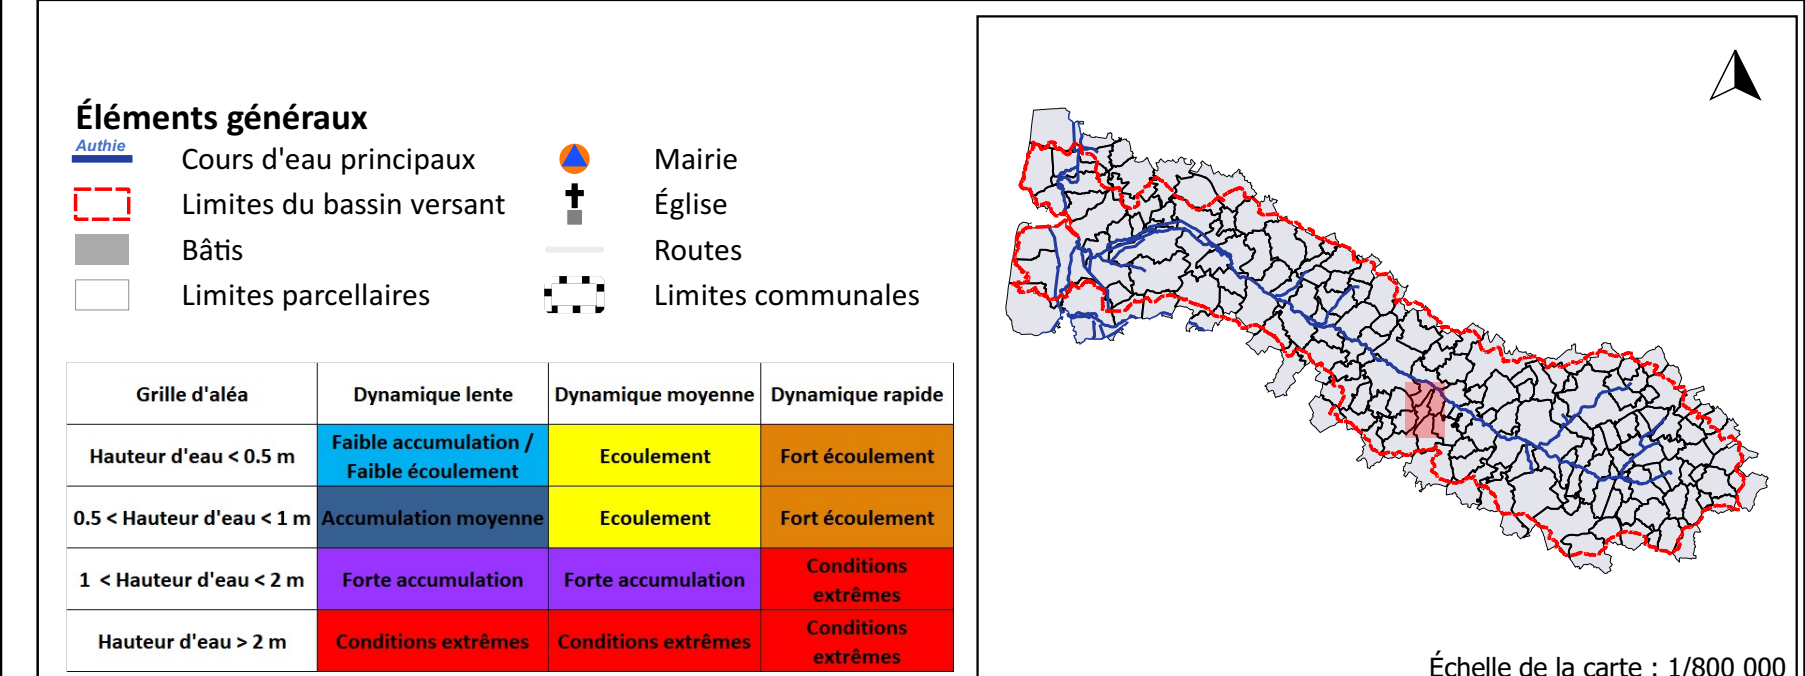 Éléments généraux
Authie
Cours d'eau principaux
Mairie
Limites du bassin versant
Église
Bâtis
Routes
Limites parcellaires
Limites communales
Grille d'aléa
Dynamique lente
Dynamique moyenne
Dynamique rapide
Hauteur d'eau < 0.5 m
Faible accumulation /
Faible écoulement
Ecoulement
Fort écoulement
0.5 < Hauteur d'eau < 1 m
Accumulation moyenne
Ecoulement
Fort écoulement
1 < Hauteur d'eau < 2 m
Forte accumulation
Forte accumulation
Conditions
extrêmes
Hauteur d'eau > 2 m
Conditions extrêmes
Conditions extrêmes
Conditions
extrêmes
Échelle de la carte : 1/800 000